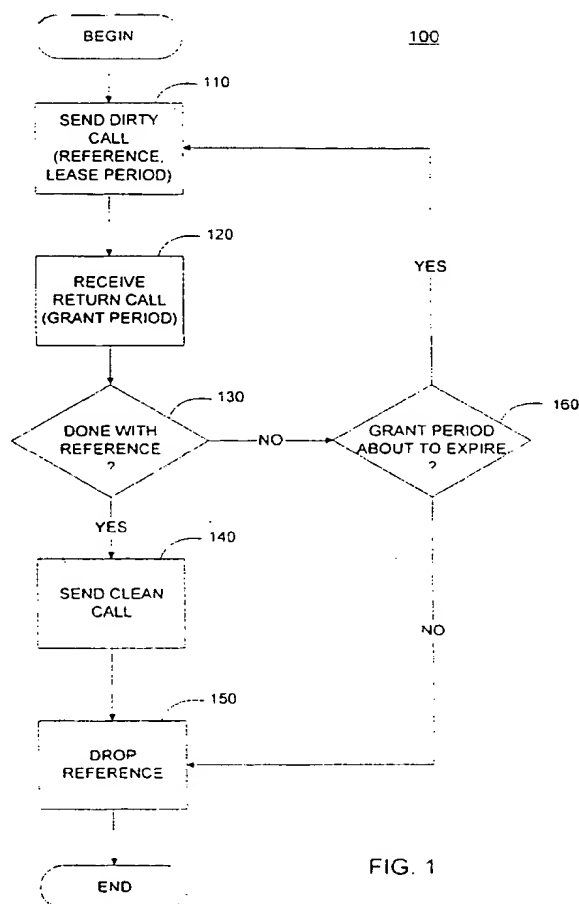 BEGIN
100
110
SEND DIRTY
CALL
(REFERENCE,
LEASE PERIOD)
120
RECEIVE
RETURN CALL
(GRANT PERIOD)
YES
130
DONE WITH
REFERENCE
?
NO
160
GRANT PERIOD
ABOUT TO EXPIRE
?
YES
140
SEND CLEAN
CALL
NO
150
DROP
REFERENCE
END
FIG. 1